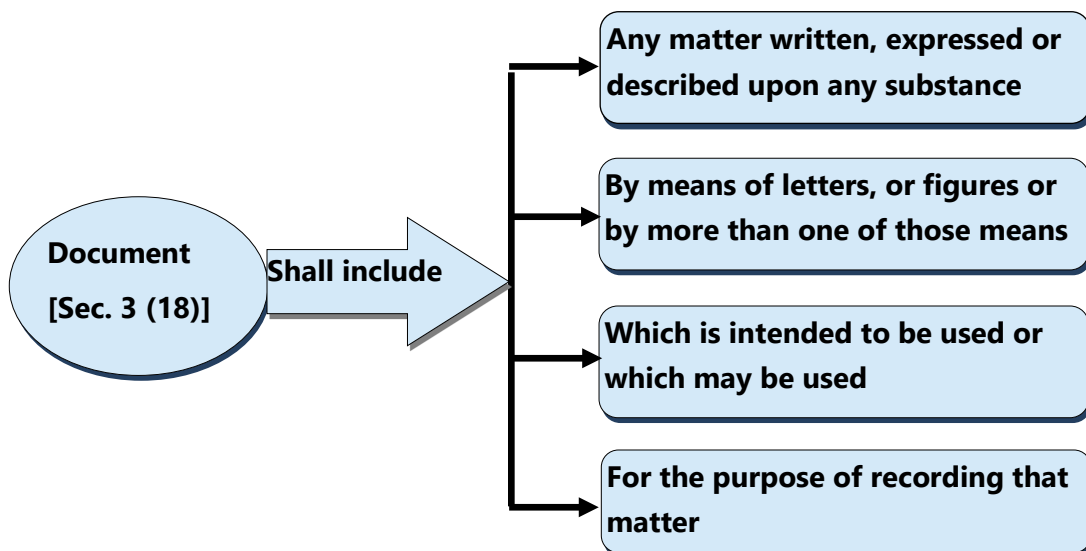 Document
[Sec. 3 (18)]
Shall include
Any matter written, expressed or
described upon any substance
By means of letters, or figures or
by more than one of those means
Which is intended to be used or
which may be used
For the purpose of recording that
matter